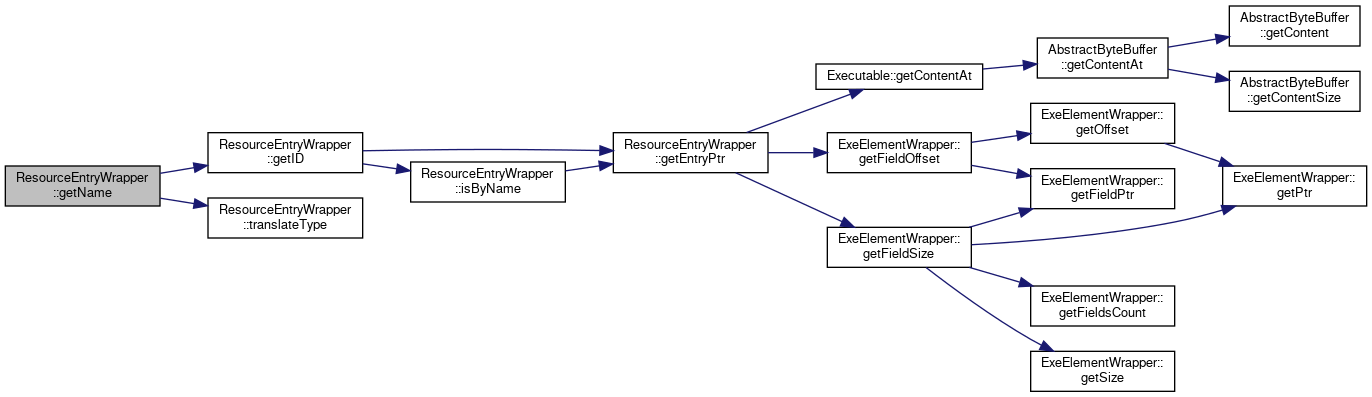 ResourceEntryWrapper
::getName
ResourceEntryWrapper
::getID
ResourceEntryWrapper
::translateType
ResourceEntryWrapper
::isByName
ResourceEntryWrapper
::getEntryPtr
Executable::getContentAt
ExeElementWrapper::
getFieldOffset
ExeElementWrapper::
getFieldSize
AbstractByteBuffer
::getContentAt
ExeElementWrapper::
getOffset
ExeElementWrapper::
getFieldPtr
ExeElementWrapper::
getFieldsCount
ExeElementWrapper::
getSize
AbstractByteBuffer
::getContent
AbstractByteBuffer
::getContentSize
ExeElementWrapper::
getPtr